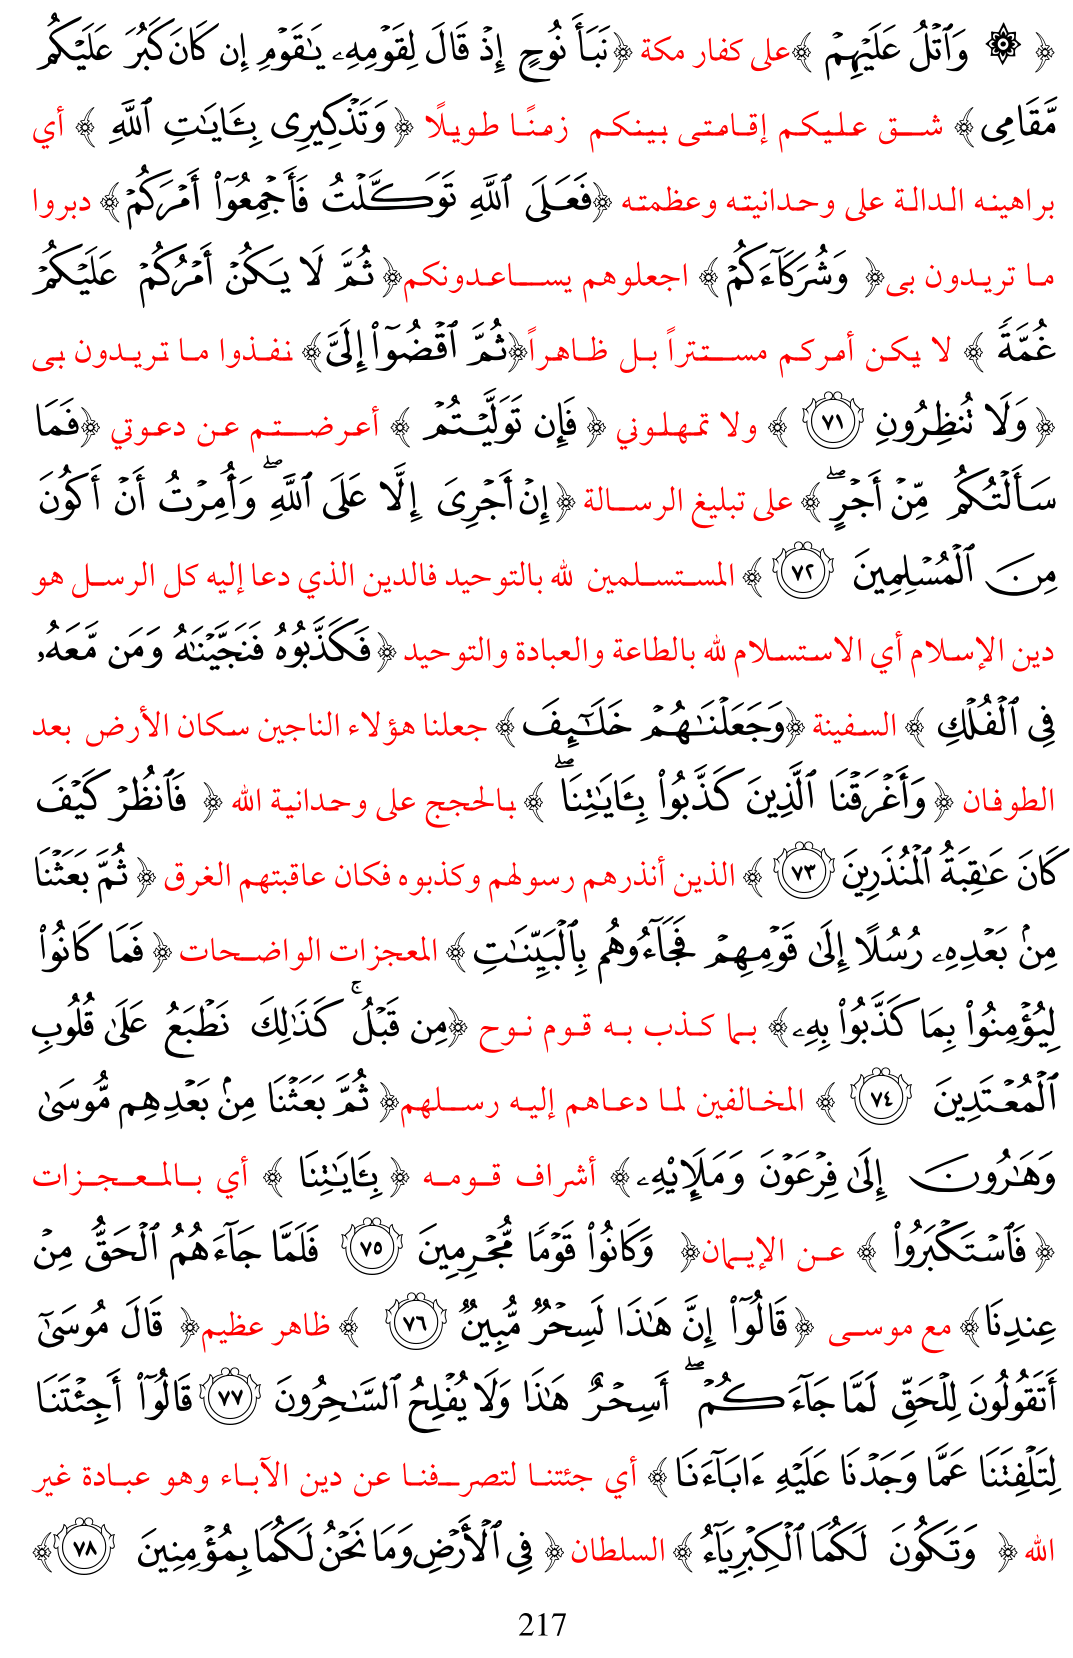 ﴿ ۞ وَٱتْلُ عَلَيْهِمْ ﴾على كفار مكة ﴿نَبَأَ نُوحٍ إِذْ قَالَ لِقَوْمِهِۦ يَٰقَوْمِ إِن كَانَ كَبُرَ عَلَيْكُم
مَّقَامِى﴾ شق عليكم إقامتى بينكم زمنًا طويلًا ﴿وَتَذْكِيرِى بِـَٔايَٰتِ ٱللَّهِ ﴾ أي
براهينه الدالة على وحدانيته وعظمته ﴿فَعَلَى ٱللَّهِ تَوَكَّلْتُ فَأَجْمِعُوٓا۟ أَمْرَكُمْ﴾ دبروا
ما تريدون بى﴿ وَشُرَكَآءَكُمْ﴾ اجعلوهم يساعدونكم﴿ ثُمَّ لَا يَكُنْ أَمْرُكُمْ عَلَيْكُمْ
غُمَّةً ﴾ لا يكن أمركم مستتراً بل ظاهراً﴿ثُمَّ ٱقْضُوٓا۟ إِلَىَّ﴾ نفذوا ما تريدون بى
﴿ وَلَا تُنظِرُونِ ٧١ ﴾ ولا تمهلوني ﴿ فَإِن تَوَلَّيْتُمْ ﴾ أعرضتم عن دعوتي ﴿فَمَا
سَأَلْتُكُم مِّنْ أَجْرٍۖ ﴾ على تبليغ الرسالة ﴿ إِنْ أَجْرِىَ إِلَّا عَلَى ٱللَّهِۖ وَأُمِرْتُ أَنْ أَكُونَ
مِنَ ٱلْمُسْلِمِينَ ٧٢ ﴾ المستسلمين لله بالتوحيد فالدين الذي دعا إليه كل الرسل هو
دين الإسلام أي الاستسلام لله بالطاعة والعبادة والتوحيد ﴿ فَكَذَّبُوهُ فَنَجَّيْنَٰهُ وَمَن مَّعَهُۥ
فِى ٱلْفُلْكِ ﴾ السفينة ﴿وَجَعَلْنَٰهُمْ خَلَٰٓئِفَ﴾ جعلنا هؤلاء الناجين سكان الأرض بعد
الطوفان ﴿ وَأَغْرَقْنَا ٱلَّذِينَ كَذَّبُوا۟ بِـَٔايَٰتِنَاۖ ﴾ بالحجج على وحدانية الله ﴿ فَٱنظُرْ كَيْفَ
كَانَ عَٰقِبَةُ ٱلْمُنذَرِينَ ٧٣ ﴾ الذين أنذرهم رسولهم وكذبوه فكان عاقبتهم الغرق ﴿ ثُمَّ بَعَثْنَا
مِنۢ بَعْدِهِۦ رُسُلًا إِلَىٰ قَوْمِهِمْ فَجَآءُوهُم بِٱلْبَيِّنَٰتِ ﴾ المعجزات الواضحات ﴿ فَمَا كَانُوا۟
لِيُؤْمِنُوا۟ بِمَا كَذَّبُوا۟ بِهِۦ﴾ بما كذب به قوم نوح ﴿مِن قَبْلُۚ كَذَٰلِكَ نَطْبَعُ عَلَىٰ قُلُوبِ
ٱلْمُعْتَدِينَ ٧٤ ﴾ المخالفين لما دعاهم إليه رسلهم﴿ ثُمَّ بَعَثْنَا مِنۢ بَعْدِهِم مُّوسَىٰ
وَهَٰرُونَ إِلَىٰ فِرْعَوْنَ وَمَلَإِي۟هِۦ﴾ أشراف قومه ﴿ بِـَٔايَٰتِنَا ﴾ أي بالمعجزات
﴿ فَٱسْتَكْبَرُوا۟ ﴾ عن الإيمان﴿ وَكَانُوا۟ قَوْمًا مُّجْرِمِينَ ٧٥ فَلَمَّا جَآءَهُمُ ٱلْحَقُّ مِنْ
عِندِنَا﴾ مع موسى ﴿ قَالُوٓا۟ إِنَّ هَٰذَا لَسِحْرٌ مُّبِينٌ ٧٦ ﴾ ظاهر عظيم﴿ قَالَ مُوسَىٰٓ
أَتَقُولُونَ لِلْحَقِّ لَمَّا جَآءَكُمْۖ أَسِحْرٌ هَٰذَا وَلَا يُفْلِحُ ٱلسَّٰحِرُونَ ٧٧ قَالُوٓا۟ أَجِئْتَنَا
لِتَلْفِتَنَا عَمَّا وَجَدْنَا عَلَيْهِ ءَابَآءَنَا﴾ أي جئتنا لتصرفنا عن دين الآباء وهو عبادة غير
الله ﴿ وَتَكُونَ لَكُمَا ٱلْكِبْرِيَآءُ﴾ السلطان ﴿ فِى ٱلْأَرْضِ وَمَا نَحْنُ لَكُمَا بِمُؤْمِنِينَ ٧٨﴾
217